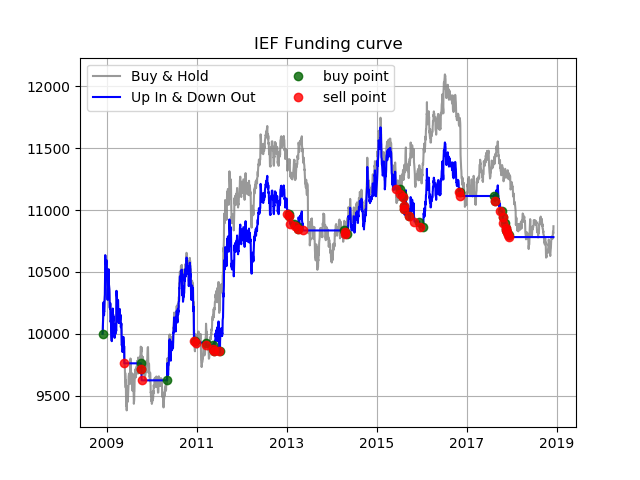 IEF Funding curve
Buy & Hold
Up In & Down Out
buy point
sell point
12000
11500
11000
10500
10000
9500
2009 2011 2013 2015 2017 2019